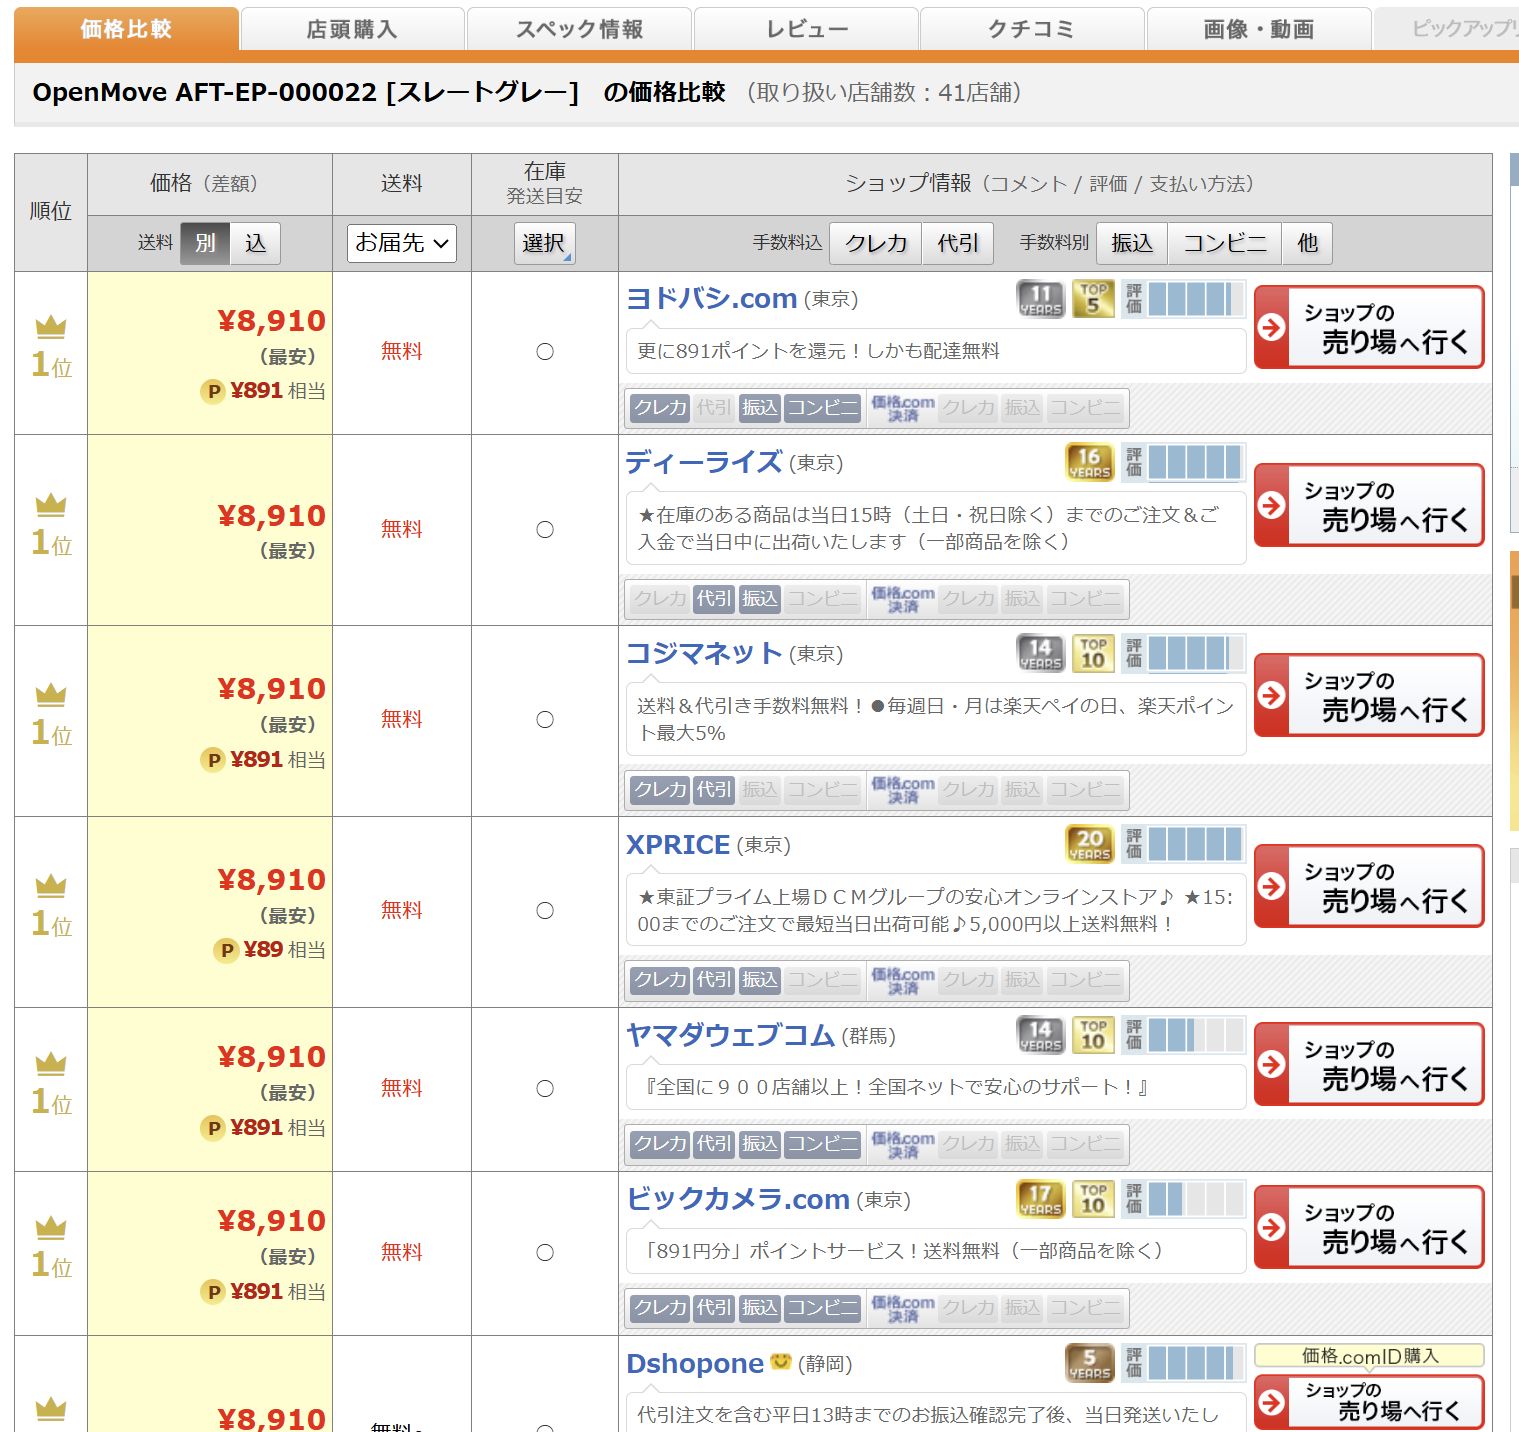 価格比較
店頭購入
スペック情報
レビュー
クチコミ
画像・動画
ピックアップ
OpenMove AFT-EP-000022 [スレートグレー] の価格比較 (取り扱い店舗数：41店舗)
順位
価格（差額）
送料
在庫
発送目安
ショップ情報（コメント / 評価 / 支払い方法）
送料 別 込
お届先
選択
手数料込 クレカ 代引 手数料別 振込 コンビニ 他
1位
¥8,910
（最安）
P ¥891 相当
無料
○
ヨドバシ.com (東京)
11 YEARS
TOP 5
評価
更に891ポイントを還元！しかも配達無料
クレカ 代引 振込 コンビニ 価格.com決済 クレカ 振込 コンビニ
ショップの
売り場へ行く
1位
¥8,910
（最安）
無料
○
ディーライズ (東京)
16 YEARS
評価
★在庫のある商品は当日15時（土日・祝日除く）までのご注文＆ご
入金で当日中に出荷いたします（一部商品を除く）
クレカ 代引 振込 コンビニ 価格.com決済 クレカ 振込 コンビニ
ショップの
売り場へ行く
1位
¥8,910
（最安）
P ¥891 相当
無料
○
コジマネット (東京)
14 YEARS
TOP 10
評価
送料＆代引き手数料無料！●毎週日・月は楽天ペイの日、楽天ポイン
ト最大5%
クレカ 代引 振込 コンビニ 価格.com決済 クレカ 振込 コンビニ
ショップの
売り場へ行く
1位
¥8,910
（最安）
P ¥89 相当
無料
○
XPRICE (東京)
20 YEARS
評価
★東証プライム上場ＤＣＭグループの安心オンラインストア♪ ★15:
00までのご注文で最短当日出荷可能♪5,000円以上送料無料！
クレカ 代引 振込 コンビニ 価格.com決済 クレカ 振込 コンビニ
ショップの
売り場へ行く
1位
¥8,910
（最安）
P ¥891 相当
無料
○
ヤマダウェブコム (群馬)
14 YEARS
TOP 10
評価
『全国に９００店舗以上！全国ネットで安心のサポート！』
クレカ 代引 振込 コンビニ 価格.com決済 クレカ 振込 コンビニ
ショップの
売り場へ行く
1位
¥8,910
（最安）
P ¥891 相当
無料
○
ビックカメラ.com (東京)
17 YEARS
TOP 10
評価
「891円分」ポイントサービス！送料無料（一部商品を除く）
クレカ 代引 振込 コンビニ 価格.com決済 クレカ 振込 コンビニ
ショップの
売り場へ行く
¥8,910
無料～
Dshopone (静岡)
5 YEARS
評価
代引注文を含む平日13時までのお振込確認完了後、当日発送いたし
価格.comID購入
ショップの
売り場へ行く